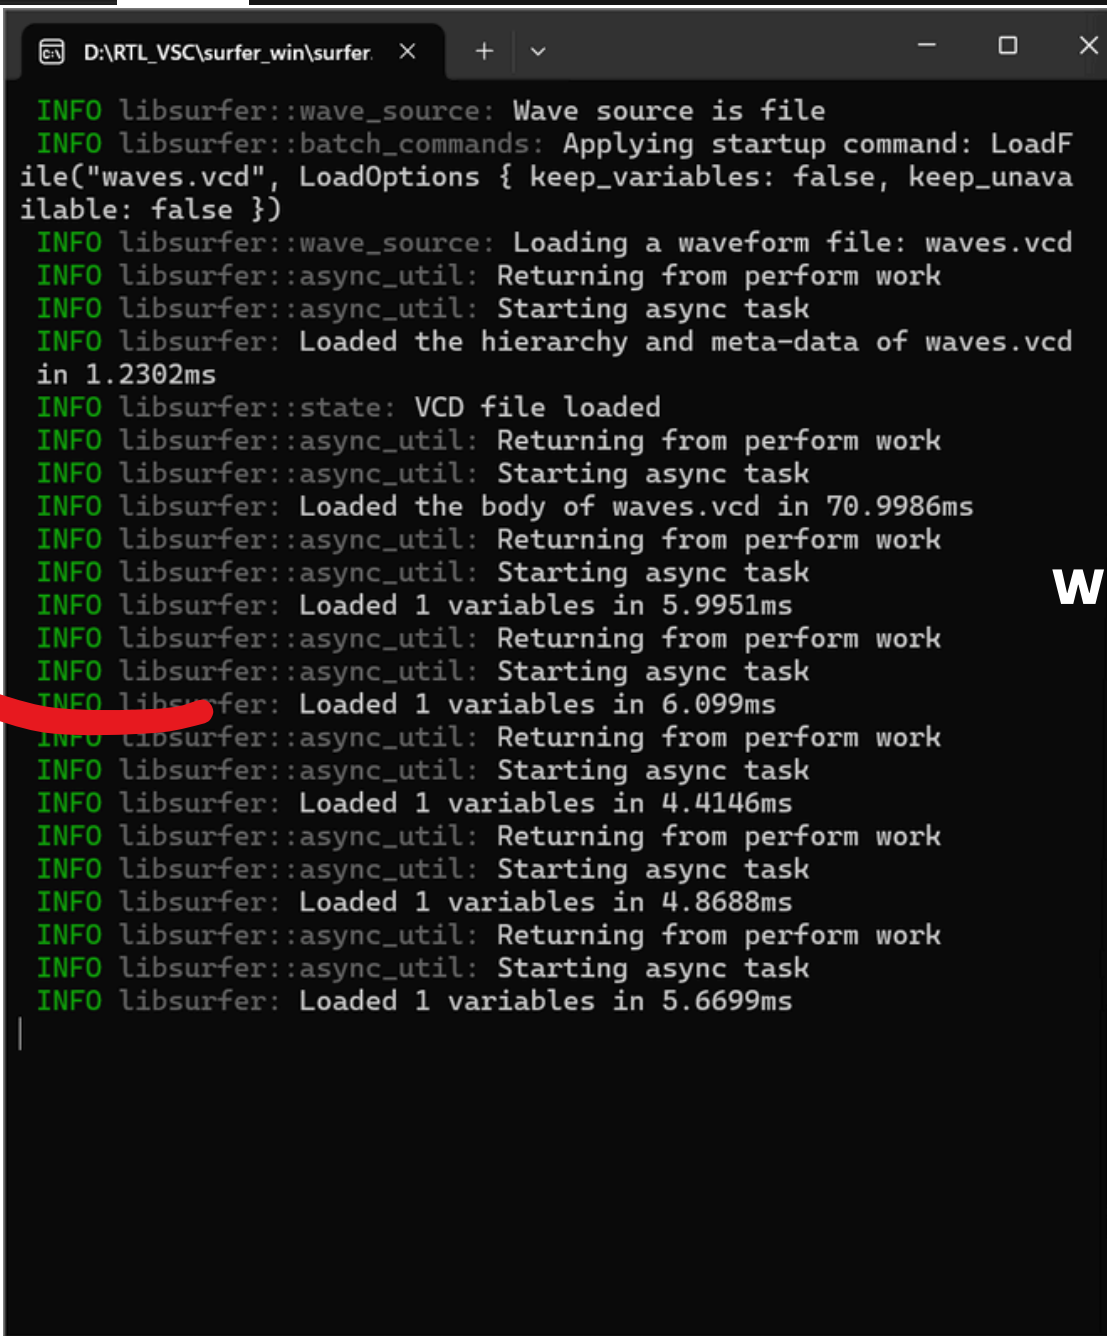 D:\RTL_VSC\surfer_win\surfer.
INFO libsurfer::wave_source: Wave source is file
INFO libsurfer::batch_commands: Applying startup command: LoadF
ile("waves.vcd", LoadOptions { keep_variables: false, keep_unava
ilable: false })
INFO libsurfer::wave_source: Loading a waveform file: waves.vcd
INFO libsurfer::async_util: Returning from perform work
INFO libsurfer::async_util: Starting async task
INFO libsurfer: Loaded the hierarchy and meta-data of waves.vcd
in 1.2302ms
INFO libsurfer::state: VCD file loaded
INFO libsurfer::async_util: Returning from perform work
INFO libsurfer::async_util: Starting async task
INFO libsurfer: Loaded the body of waves.vcd in 70.9986ms
INFO libsurfer::async_util: Returning from perform work
INFO libsurfer::async_util: Starting async task
INFO libsurfer: Loaded 1 variables in 5.9951ms
INFO libsurfer::async_util: Returning from perform work
INFO libsurfer::async_util: Starting async task
INFO libsurfer: Loaded 1 variables in 6.099ms
INFO libsurfer::async_util: Returning from perform work
INFO libsurfer::async_util: Starting async task
INFO libsurfer: Loaded 1 variables in 4.4146ms
INFO libsurfer::async_util: Returning from perform work
INFO libsurfer::async_util: Starting async task
INFO libsurfer: Loaded 1 variables in 4.8688ms
INFO libsurfer::async_util: Returning from perform work
INFO libsurfer::async_util: Starting async task
INFO libsurfer: Loaded 1 variables in 5.6699ms
w